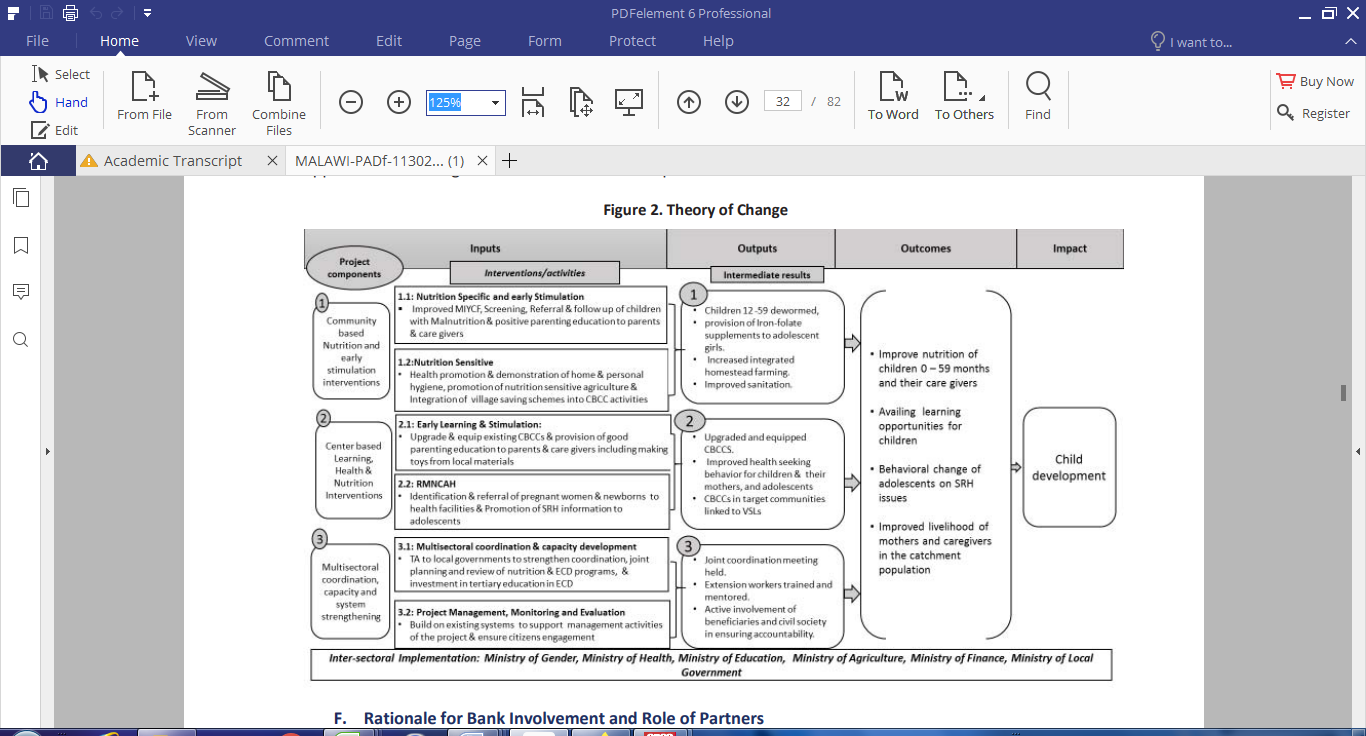 PDFelement 6 Professional
File Home View Comment Edit Page Form Protect Help I want to...
Select
Hand
Edit
From File
From Scanner
Combine Files
125%
32 / 82
To Word
To Others
Find
Buy Now
Register
Academic Transcript
MALAWI-PADf-11302... (1)
Figure 2. Theory of Change
Inputs
Outputs
Outcomes
Impact
Project
components
Interventions/activities
Intermediate results
1
Community
based
Nutrition and
early
stimulation
interventions
1.1: Nutrition Specific and early Stimulation
▪ Improved MIYCF, Screening, Referral & follow up of children
with Malnutrition & positive parenting education to parents
& care givers
1.2:Nutrition Sensitive
• Health promotion & demonstration of home & personal
hygiene, promotion of nutrition sensitive agriculture &
Integration of village saving schemes into CBCC activities
1
• Children 12 -59 dewormed,
• provision of Iron-folate
supplements to adolescent
girls.
• Increased integrated
homestead farming.
• Improved sanitation.
2
Center based
Learning,
Health &
Nutrition
Interventions
2.1: Early Learning & Stimulation:
• Upgrade & equip existing CBCCs & provision of good
parenting education to parents & care givers including making
toys from local materials
2.2: RMNCAH
• Identification & referral of pregnant women & newborns to
health facilities & Promotion of SRH information to
adolescents
2
• Upgraded and equipped
CBCCS.
• Improved health seeking
behavior for children & their
mothers, and adolescents
• CBCCs in target communities
linked to VSLs
3
Multisectoral
coordination,
capacity and
system
strengthening
3.1: Multisectoral coordination & capacity development
• TA to local governments to strengthen coordination, joint
planning and review of nutrition & ECD programs, &
investment in tertiary education in ECD
3.2: Project Management, Monitoring and Evaluation
• Build on existing systems to support management activities
of the project & ensure citizens engagement
3
• Joint coordination meeting
held.
• Extension workers trained and
mentored.
• Active involvement of
beneficiaries and civil society
in ensuring accountability.
• Improve nutrition of
children 0 – 59 months
and their care givers
• Availing learning
opportunities for
children
• Behavioral change of
adolescents on SRH
issues
• Improved livelihood of
mothers and caregivers
in the catchment
population
Child
development
Inter-sectoral Implementation: Ministry of Gender, Ministry of Health, Ministry of Education, Ministry of Agriculture, Ministry of Finance, Ministry of Local
Government
F. Rationale for Bank Involvement and Role of Partners